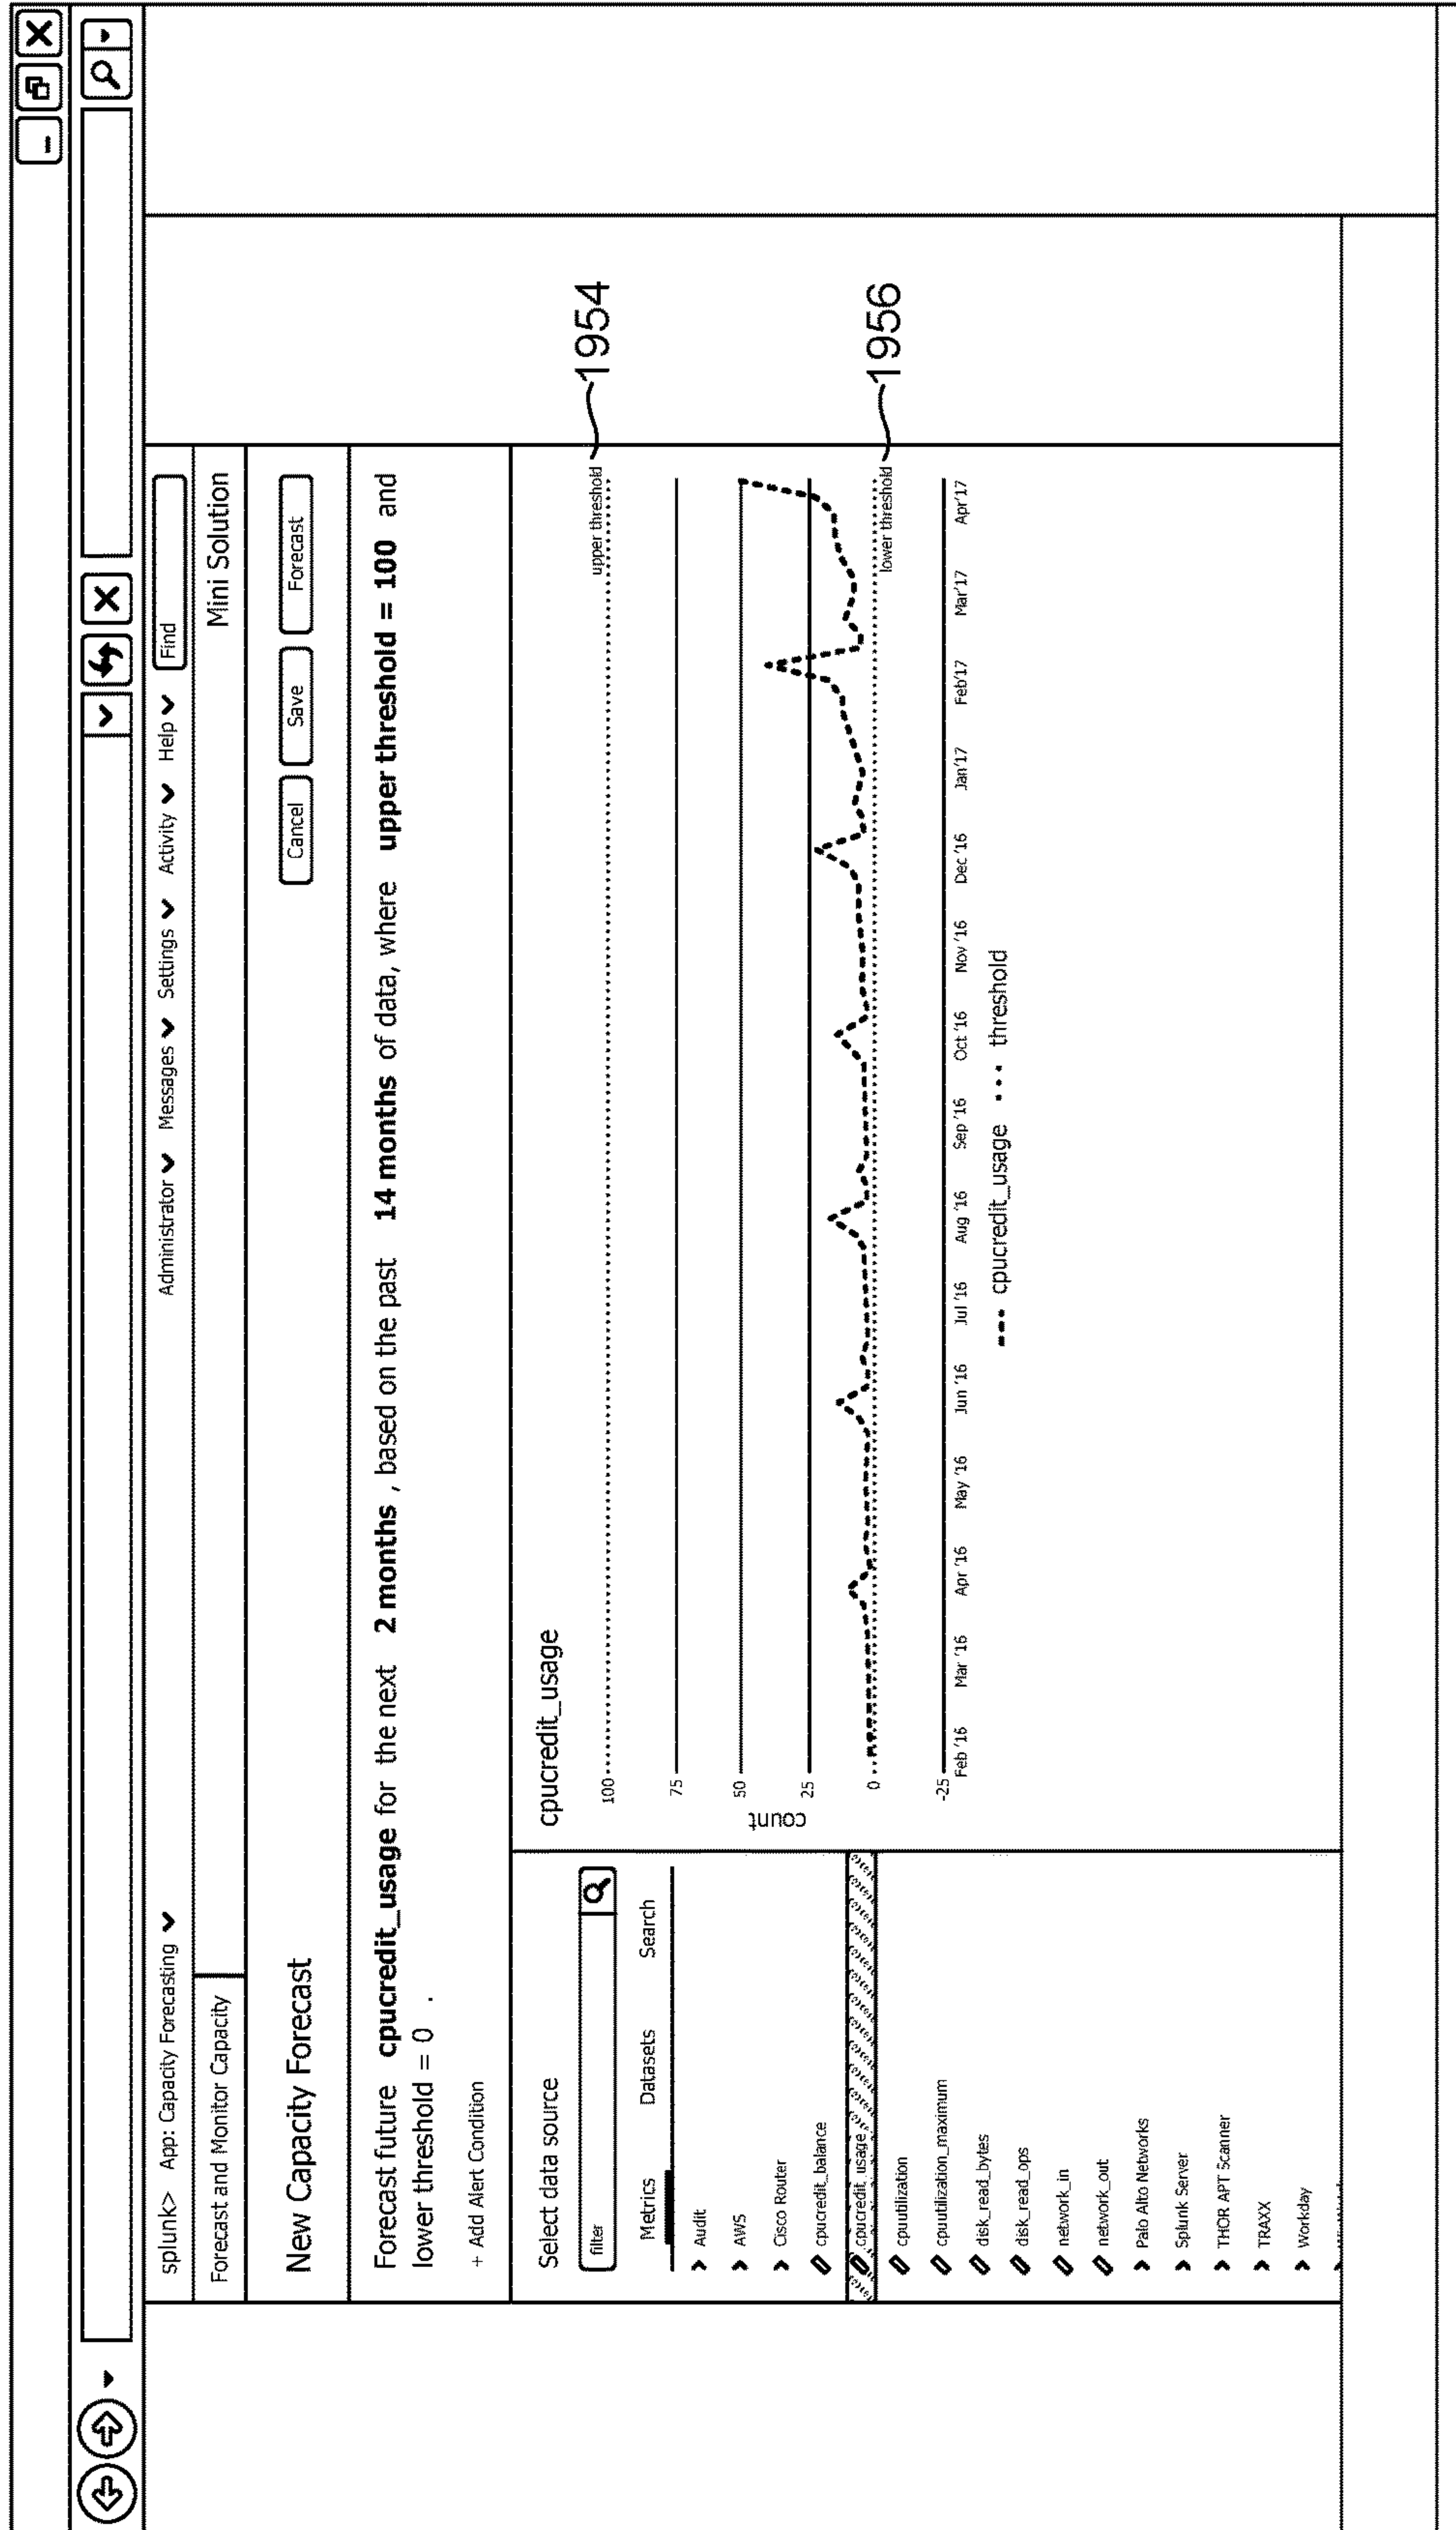 splunk> App: Capacity Forecasting Administrator Messages Settings Activity Help Find
Forecast and Monitor Capacity Mini Solution
New Capacity Forecast Cancel Save Forecast
Forecast future cpucredit_usage for the next 2 months , based on the past 14 months of data, where upper threshold = 100 and
lower threshold = 0 .
+ Add Alert Condition
Select data source
filter
Metrics Datasets Search
Audit
AWS
Cisco Router
cpucredit_balance
cpucredit_usage
cpuutilization
cpuutilization_maximum
disk_read_bytes
disk_read_ops
network_in
network_out
Palo Alto Networks
Splunk Server
THOR APT Scanner
TRAXX
Workday
cpucredit_usage
upper threshold
1954
100
75
50
25
0
-25
count
lower threshold
1956
Feb '16 Mar '16 Apr '16 May '16 Jun '16 Jul '16 Aug '16 Sep '16 Oct '16 Nov '16 Dec '16 Jan'17 Feb'17 Mar'17 Apr'17
cpucredit_usage threshold